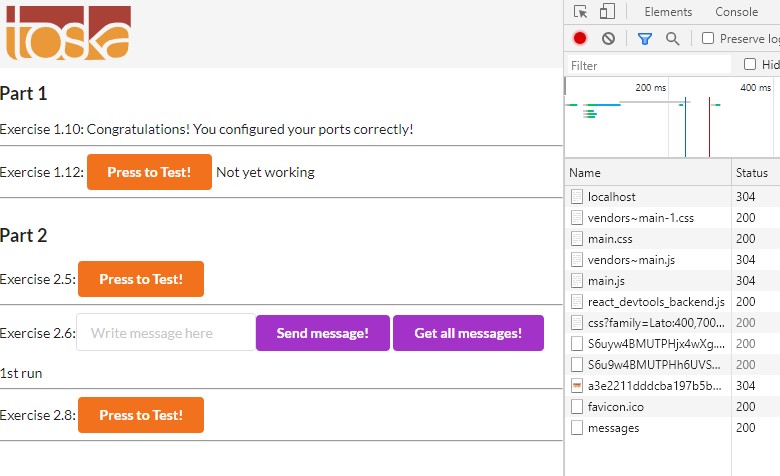 toska
Part 1
Exercise 1.10: Congratulations! You configured your ports correctly!
Exercise 1.12: Press to Test! Not yet working
Part 2
Exercise 2.5: Press to Test!
Exercise 2.6: Write message here Send message! Get all messages!
1st run
Exercise 2.8: Press to Test!
Elements Console
Preserve log
Filter Hid
200 ms 400 ms
Name Status
localhost 304
vendors~main-1.css 200
main.css 200
vendors~main.js 304
main.js 304
react_devtools_backend.js 200
css?family=Lato:400,700... 200
S6uyw4BMUTPHjx4wXg.... 200
S6u9w4BMUTPHh6UVS... 200
a3e2211dddcba197b5b... 304
favicon.ico 200
messages 200